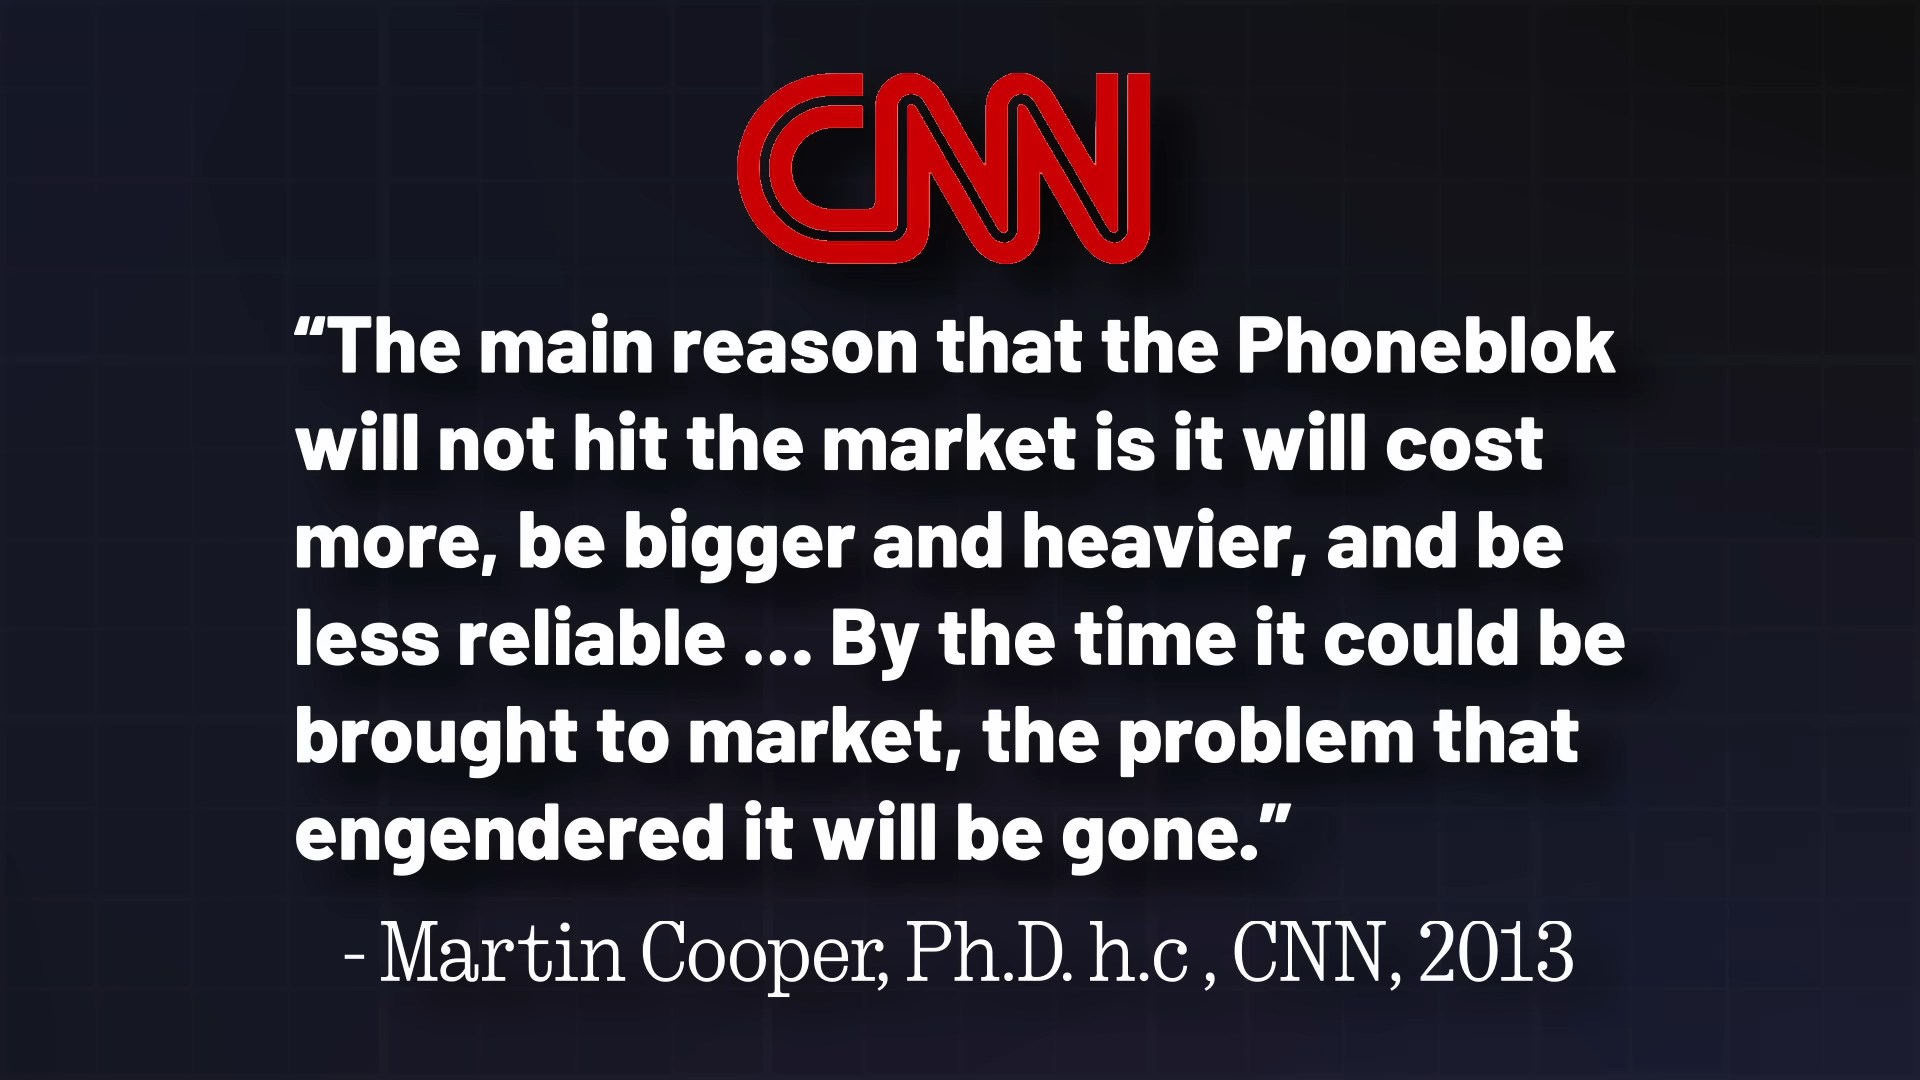 CNN
“The main reason that the Phoneblok
will not hit the market is it will cost
more, be bigger and heavier, and be
less reliable ... By the time it could be
brought to market, the problem that
engendered it will be gone.”
- Martin Cooper, Ph.D. h.c , CNN, 2013